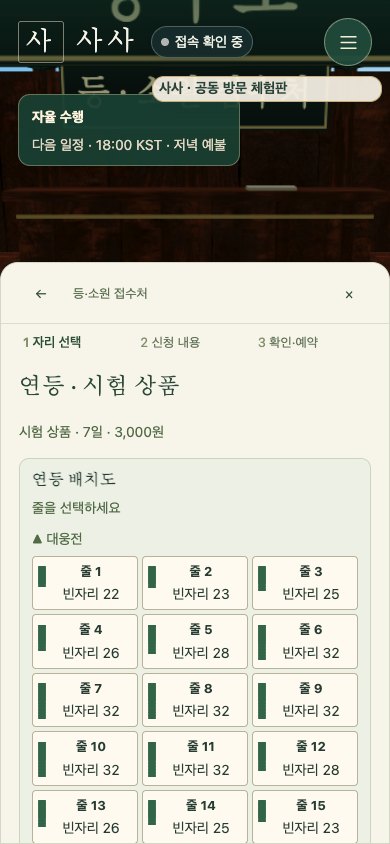 사 사사 접속 확인 중
사사 · 공동 방문 체험판
자율 수행
다음 일정 · 18:00 KST · 저녁 예불
← 등·소원 접수처 ×
1 자리 선택 2 신청 내용 3 확인·예약
연등 · 시험 상품
시험 상품 · 7일 · 3,000원
연등 배치도
줄을 선택하세요
▲ 대웅전
줄 1 줄 2 줄 3
빈자리 22 빈자리 23 빈자리 25
줄 4 줄 5 줄 6
빈자리 26 빈자리 28 빈자리 32
줄 7 줄 8 줄 9
빈자리 32 빈자리 32 빈자리 32
줄 10 줄 11 줄 12
빈자리 32 빈자리 32 빈자리 28
줄 13 줄 14 줄 15
빈자리 26 빈자리 25 빈자리 23